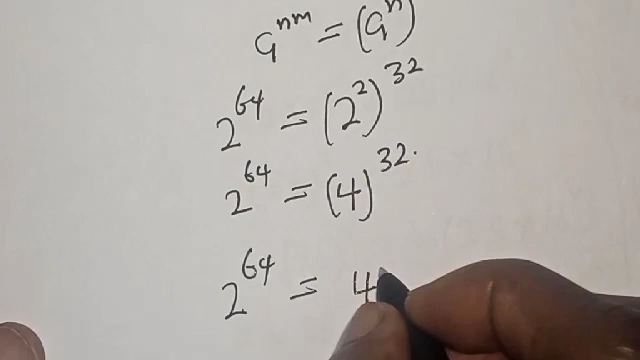 a^{nm} = (a^n)
2^{64} = (2^2)^{32}
2^{64} = (4)^{32}.
2^{64} = 4